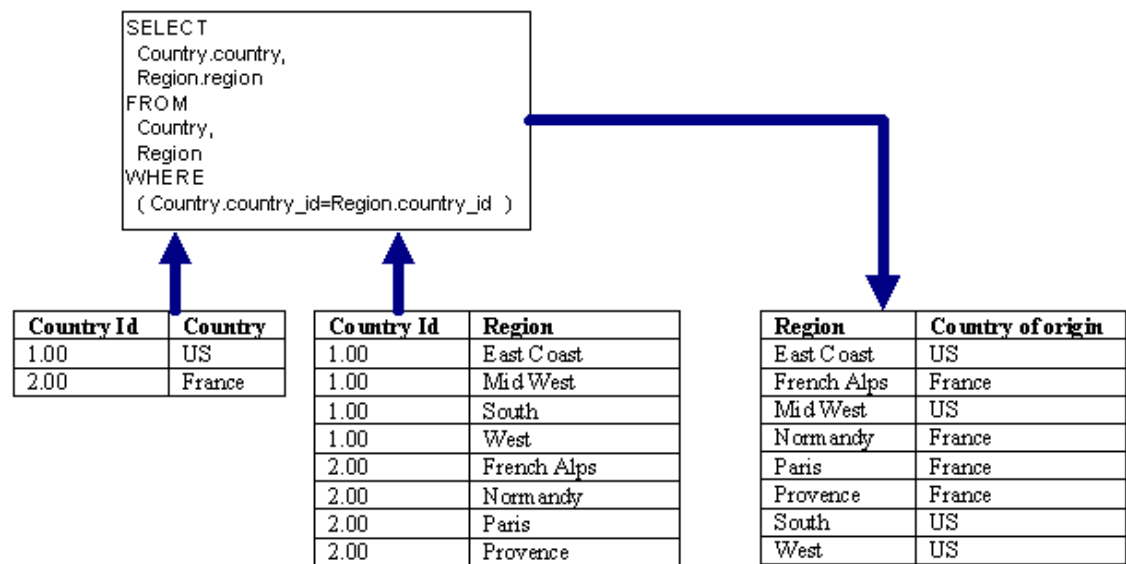 SELECT
Country.country,
Region.region
FROM
Country,
Region
WHERE
( Country.country_id=Region.country_id )
Country Id Country
1.00 US
2.00 France
Country Id Region
1.00 East Coast
1.00 Mid West
1.00 South
1.00 West
2.00 French Alps
2.00 Normandy
2.00 Paris
2.00 Provence
Region Country of origin
East Coast US
French Alps France
Mid West US
Normandy France
Paris France
Provence France
South US
West US